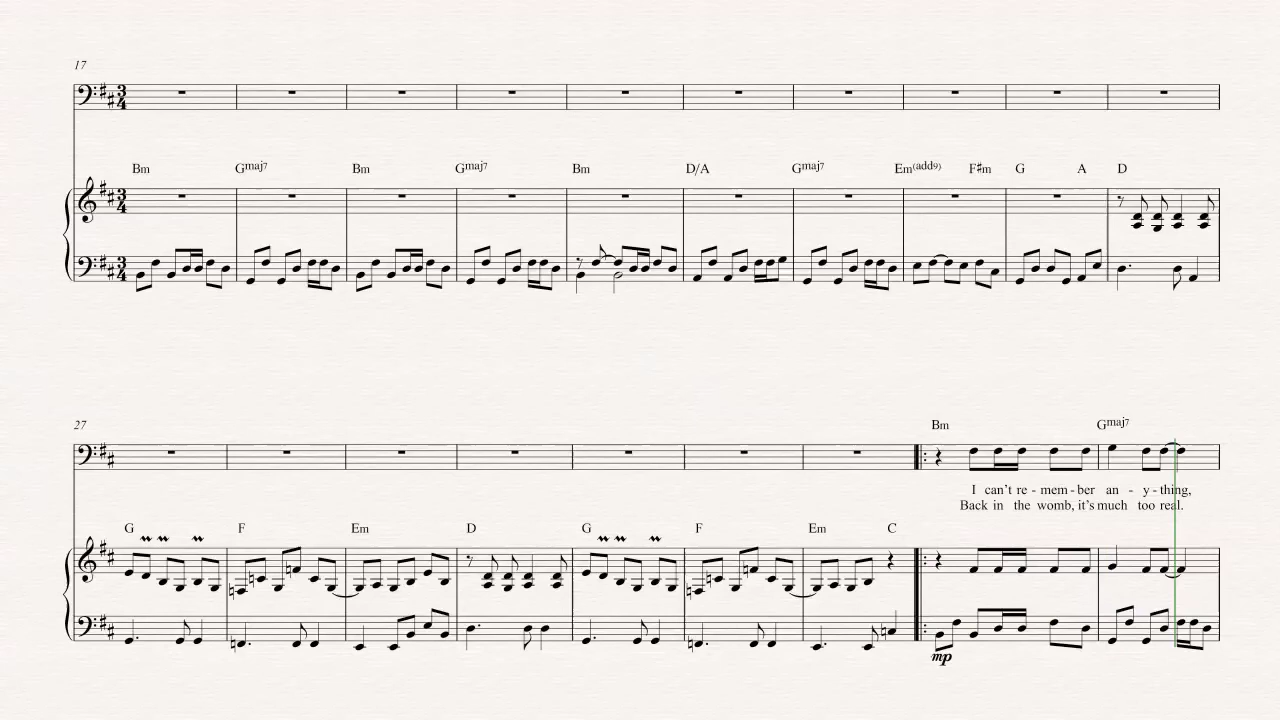 17
Bm Gmaj7 Bm Gmaj7 Bm D/A Gmaj7 Em(add9) F♯m G A D
27
Bm Gmaj7
I can't re - mem - ber an - y - thing,
Back in the womb, it's much too real.
G F Em D G F Em C
mp